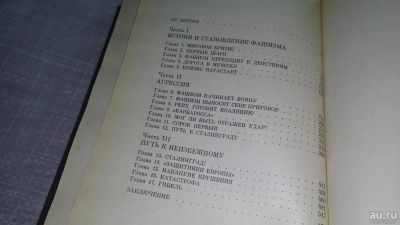 ОТ АВТОРА
Часть I
ИСТОКИ И СТАНОВЛЕНИЕ ФАШИЗМА
Глава 1. МИРОВОЙ КРИЗИС
Глава 2. ПЕРВЫЕ ШАГИ
Глава 3. ФАШИЗМ ПЕРЕХОДИТ К ДЕЙСТВИЯМ
Глава 4. ДОРОГА В МЮНХЕН
Глава 5. КРИЗИС НАРАСТАЕТ
Часть II
АГРЕССИЯ
Глава 6. ФАШИЗМ НАЧИНАЕТ ВОЙНУ
Глава 7. ФАШИЗМ ВЫНОСИТ СЕБЕ ПРИГОВОР
Глава 8. РЕЙХ ГОТОВИТ КОАЛИЦИЮ
Глава 9. «БАРБАРОССА»
Глава 10. МОГ ЛИ БЫТЬ ОТРАЖЕН УДАР?
Глава 11. СОРОК ПЕРВЫЙ
Глава 12. ПУТЬ К СТАЛИНГРАДУ
Часть III
ПУТЬ К НЕИЗБЕЖНОМУ
Глава 13. СТАЛИНГРАД!
Глава 14. «ЗАЩИТНИКИ ЕВРОПЫ»
Глава 15. НАКАНУНЕ КРУШЕНИЯ
Глава 16. КАТАСТРОФА
Глава 17. ГИБЕЛЬ
ЗАКЛЮЧЕНИЕ 547
au.ru